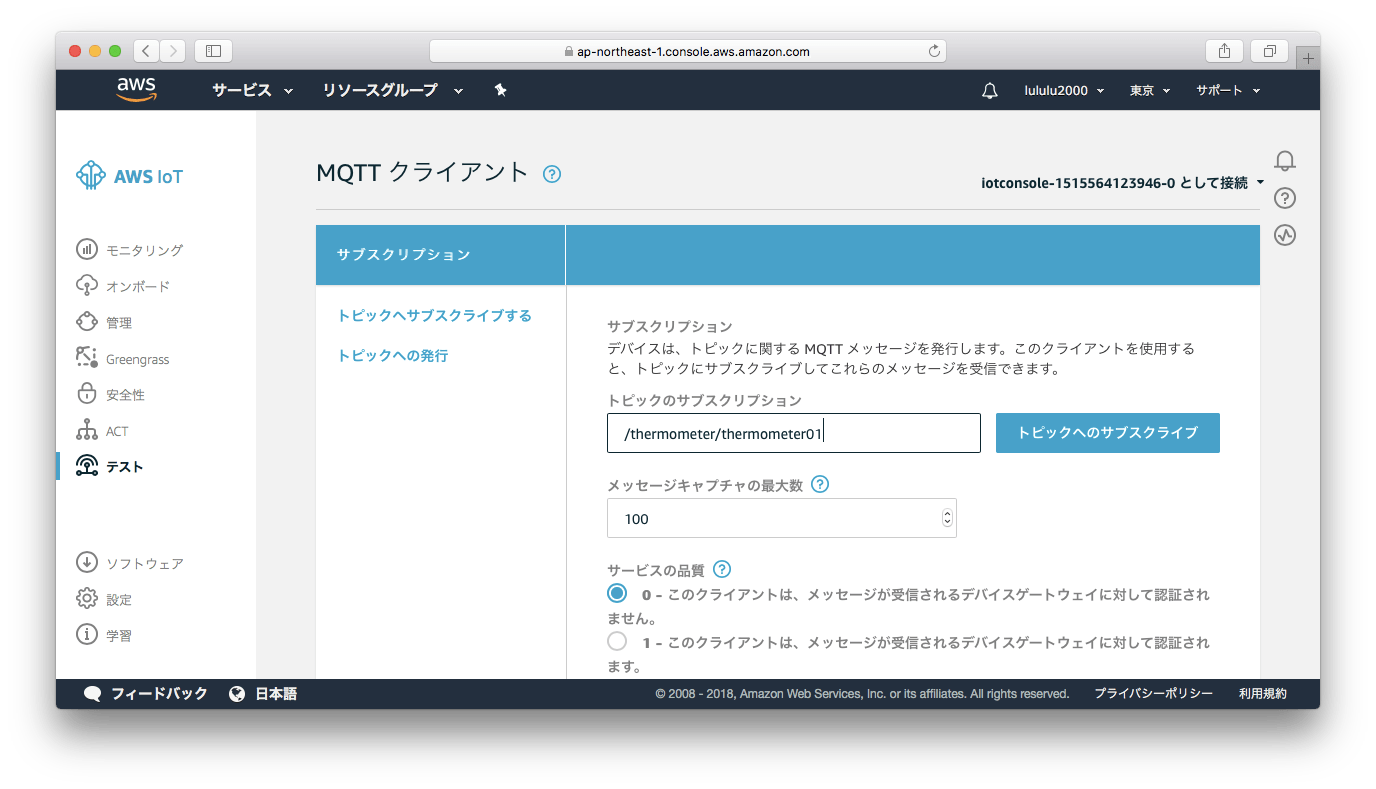 ap-northeast-1.console.aws.amazon.com
aws サービス リソースグループ lululu2000 東京 サポート
AWS IoT
モニタリング
オンボード
管理
Greengrass
安全性
ACT
テスト
ソフトウェア
設定
学習
MQTT クライアント ?
iotconsole-1515564123946-0 として接続
サブスクリプション
トピックへサブスクライブする
トピックへの発行
サブスクリプション
デバイスは、トピックに関する MQTT メッセージを発行します。このクライアントを使用する
と、トピックにサブスクライブしてこれらのメッセージを受信できます。
トピックのサブスクリプション
/thermometer/thermometer01 トピックへのサブスクライブ
メッセージキャプチャの最大数 ?
100
サービスの品質 ?
0 - このクライアントは、メッセージが受信されるデバイスゲートウェイに対して認証され
ません。
1 - このクライアントは、メッセージが受信されるデバイスゲートウェイに対して認証され
ます。
フィードバック 日本語 © 2008 - 2018, Amazon Web Services, Inc. or its affiliates. All rights reserved. プライバシーポリシー 利用規約